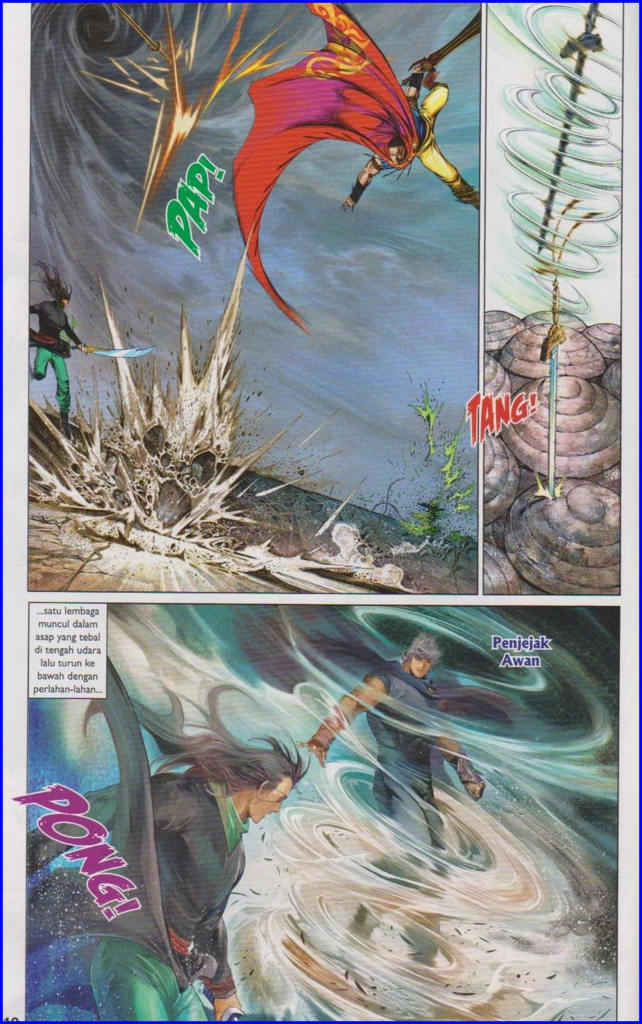 PAP!
TANG!
...satu lembaga
muncul dalam
asap yang tebal
di tengah udara
lalu turun ke
bawah dengan
perlahan-lahan...
Penjejak
Awan
PONG!